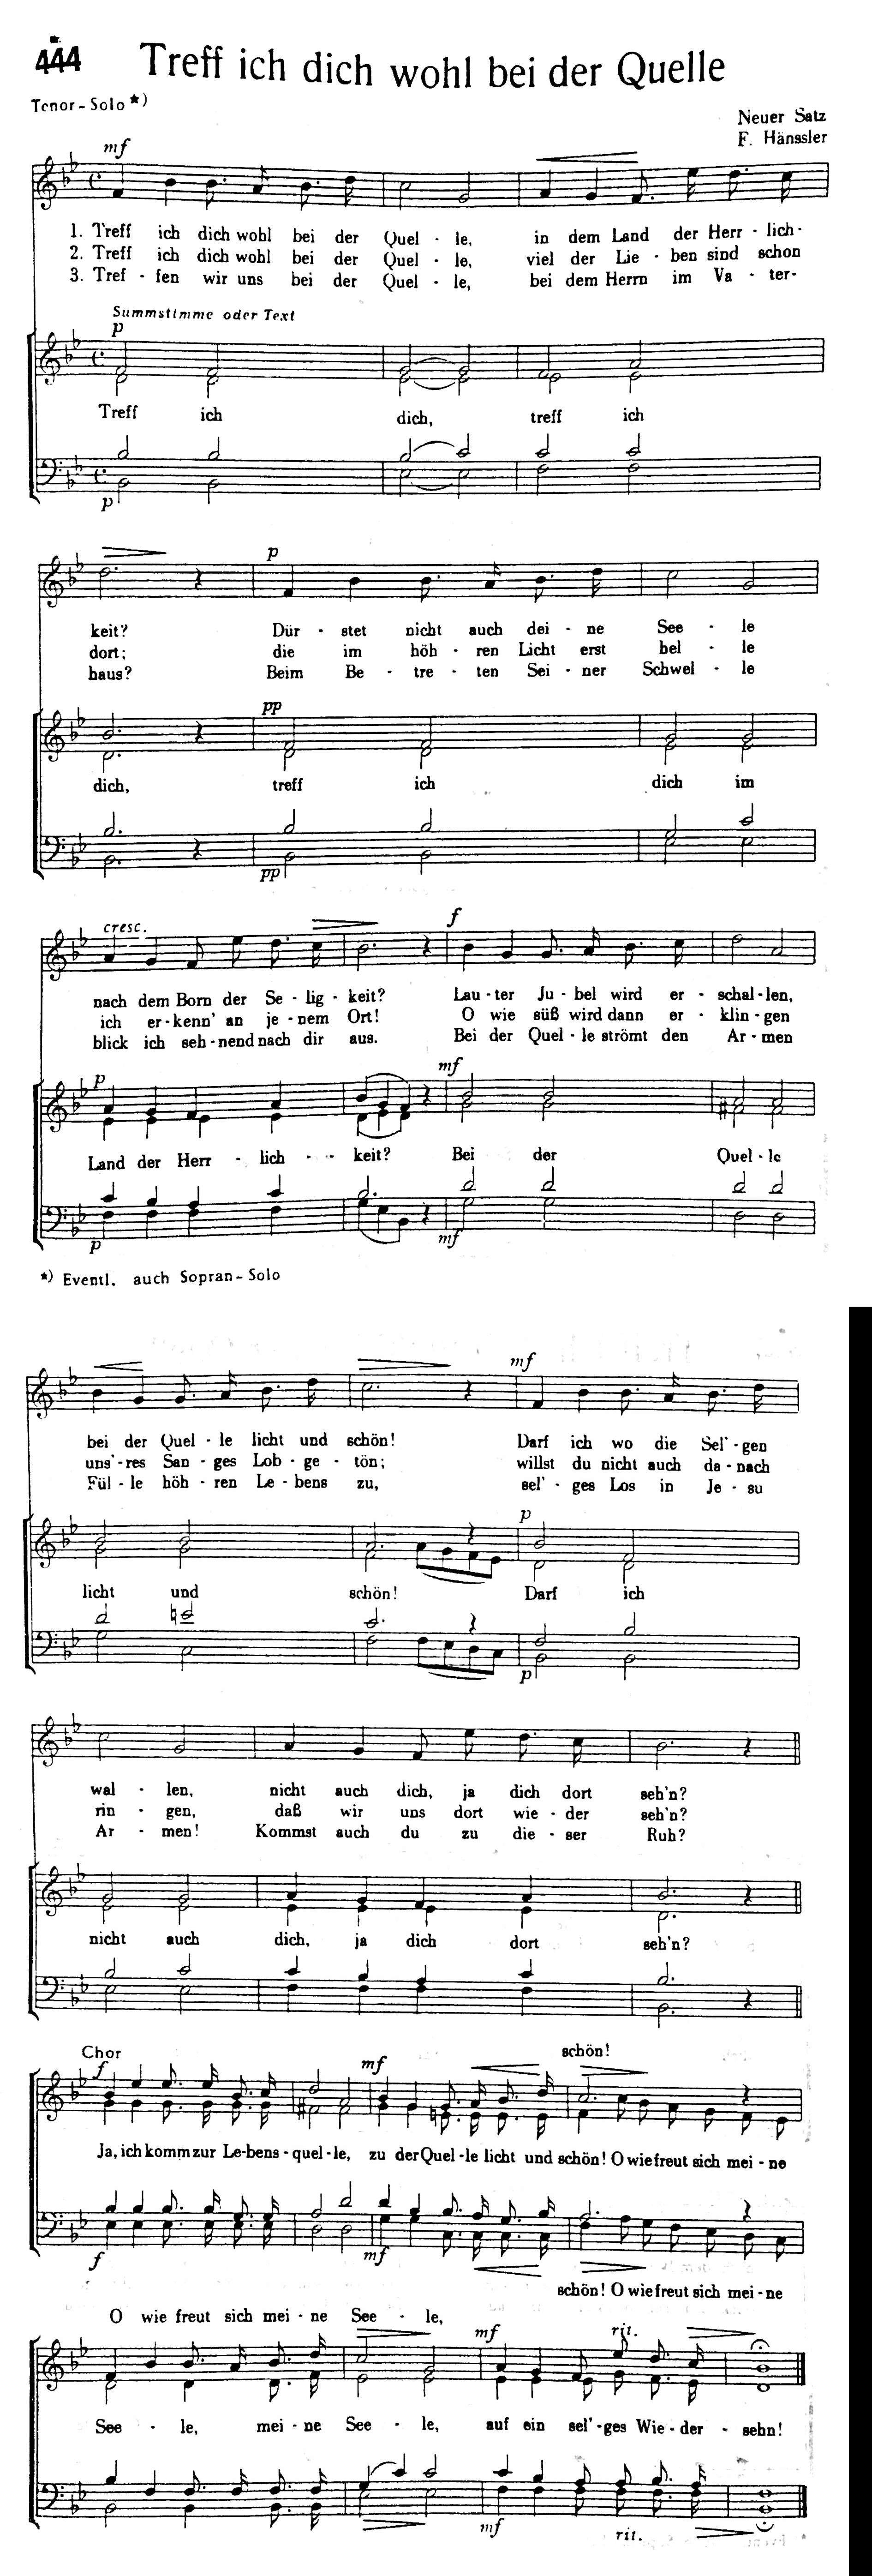 Nr.
444
Treff ich dich wohl bei der Quelle
Tenor-Solo *)
Neuer Satz
F. Hänssler
mf
1. Treff ich dich wohl bei der Quel - le, in dem Land der Herr - lich-
2. Treff ich dich wohl bei der Quel - le, viel der Lie - ben sind schon
3. Tref - fen wir uns bei der Quel - le, bei dem Herrn im Va - ter-
Summstimme oder Text
p
Treff ich dich, treff ich
p
p
keit? Dür - stet nicht auch dei - ne See - le
dort; die im höh - ren Licht erst hel - le
haus? Beim Be - tre - ten Sei - ner Schwel - le
pp
dich, treff ich dich im
pp
cresc. f
nach dem Born der Se - lig - keit? Lau - ter Ju - bel wird er - schal - len,
ich er - kenn' an je - nem Ort! O wie süß wird dann er - klin - gen
blick ich seh - nend nach dir aus. Bei der Quel - le strömt den Ar - men
p mf
Land der Herr - lich - keit? Bei der Quel - le
p mf
*) Eventl. auch Sopran-Solo
mf
bei der Quel - le licht und schön! Darf ich wo die Sel' - gen
uns' - res San - ges Lob - ge - tön; willst du nicht auch da - nach
Fül - le höh - ren Le - bens zu, sel' - ges Los in Je - su
p
licht und schön! Darf ich
p
wal - len, nicht auch dich, ja dich dort seh'n?
rin - gen, daß wir uns dort wie - der seh'n?
Ar - men! Kommst auch du zu die - ser Ruh?
nicht auch dich, ja dich dort seh'n?
Chor schön!
f mf
Ja, ich komm zur Le - bens - quel - le, zu der Quel - le licht und schön! O wie freut sich mei - ne
f mf
schön! O wie freut sich mei - ne
O wie freut sich mei - ne See - le,
mf rit.
See - le, mei - ne See - le, auf ein sel' - ges Wie - der - sehn!
mf rit.